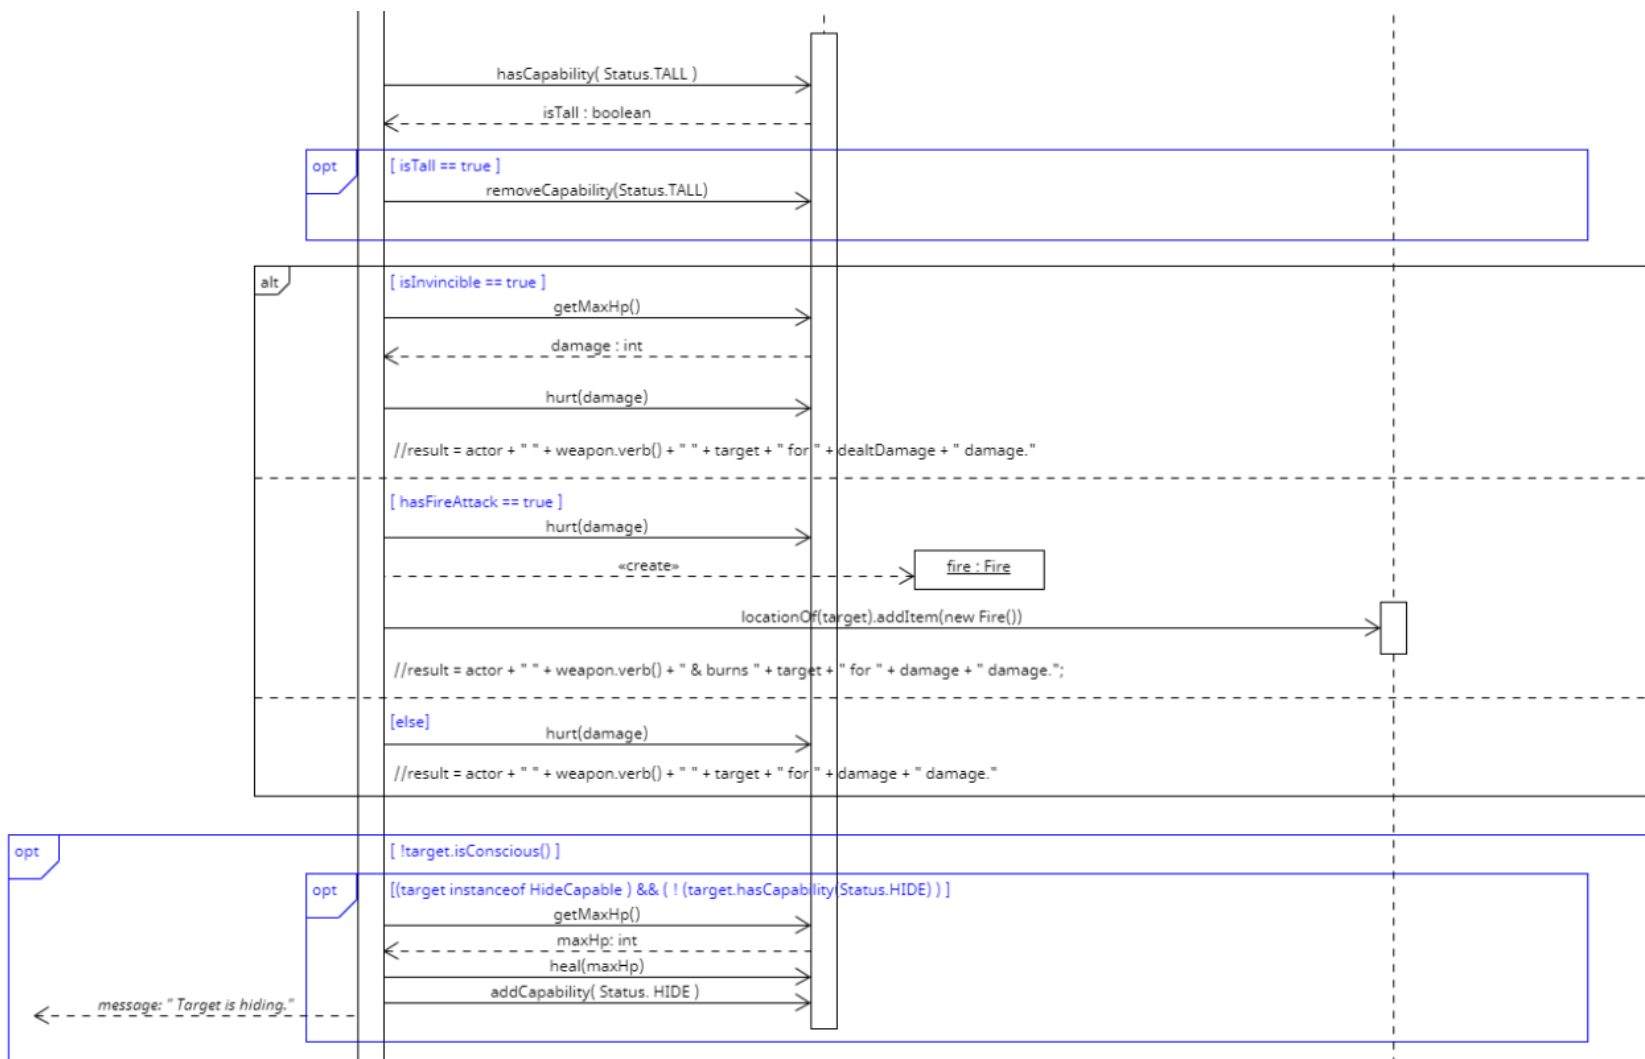 hasCapability( Status.TALL )
isTall : boolean
opt
[ isTall == true ]
removeCapability(Status.TALL)
alt
[ isInvincible == true ]
getMaxHp()
damage : int
hurt(damage)
//result = actor + " " + weapon.verb() + " " + target + " for " + dealtDamage + " damage."
[ hasFireAttack == true ]
hurt(damage)
«create»
fire : Fire
locationOf(target).addItem(new Fire())
//result = actor + " " + weapon.verb() + " & burns " + target + " for " + damage + " damage.";
[else]
hurt(damage)
//result = actor + " " + weapon.verb() + " " + target + " for " + damage + " damage."
opt
[ !target.isConscious() ]
opt
[(target instanceof HideCapable ) && ( ! (target.hasCapability(Status.HIDE) ) ]
getMaxHp()
maxHp: int
heal(maxHp)
addCapability( Status. HIDE )
message: " Target is hiding."